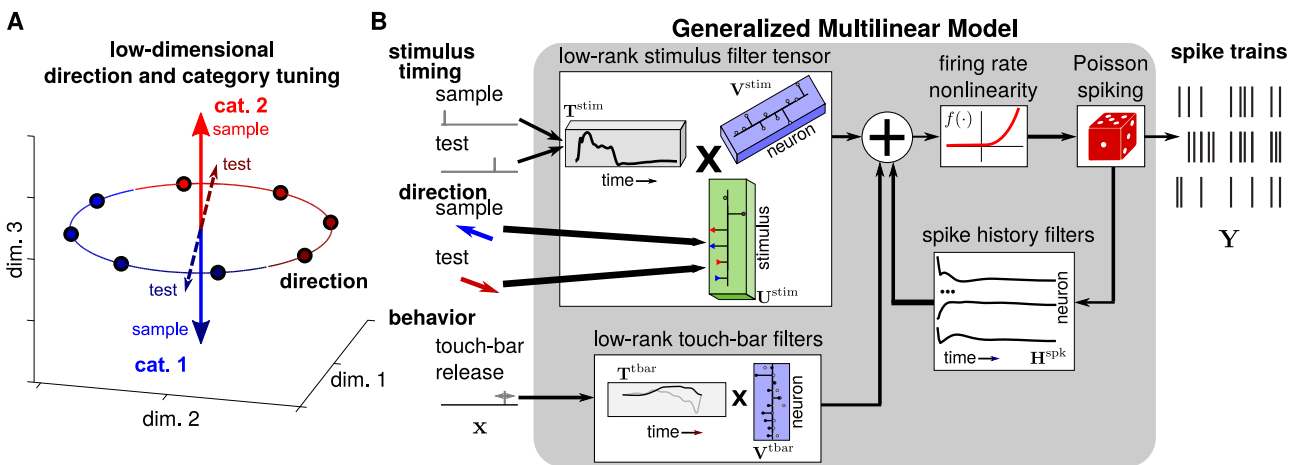 A
low-dimensional
direction and category tuning
cat. 2
sample
test
test
direction
sample
cat. 1
dim. 3
dim. 2
dim. 1
B
Generalized Multilinear Model
stimulus
timing
sample
test
direction
sample
test
behavior
touch-bar
release
x
low-rank stimulus filter tensor
T^stim
time
X
V^stim
neuron
stimulus
U^stim
low-rank touch-bar filters
T^tbar
time
X
neuron
V^tbar
+
firing rate
nonlinearity
f(·)
Poisson
spiking
spike history filters
...
neuron
time
H^spk
spike trains
Y